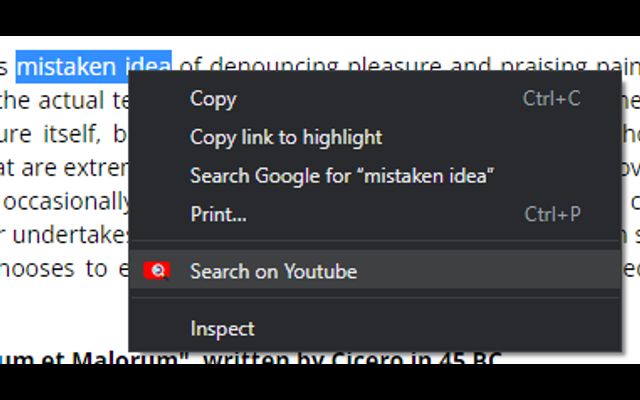 mistaken idea of denouncing pleasure and praising pain
the actual
Copy Ctrl+C
ure itself,
Copy link to highlight
at are
Search Google for “mistaken idea”
occasionally
Print... Ctrl+P
r undertakes
hooses to
Search on Youtube
Inspect
um et Malorum", written by Cicero in 45 BC